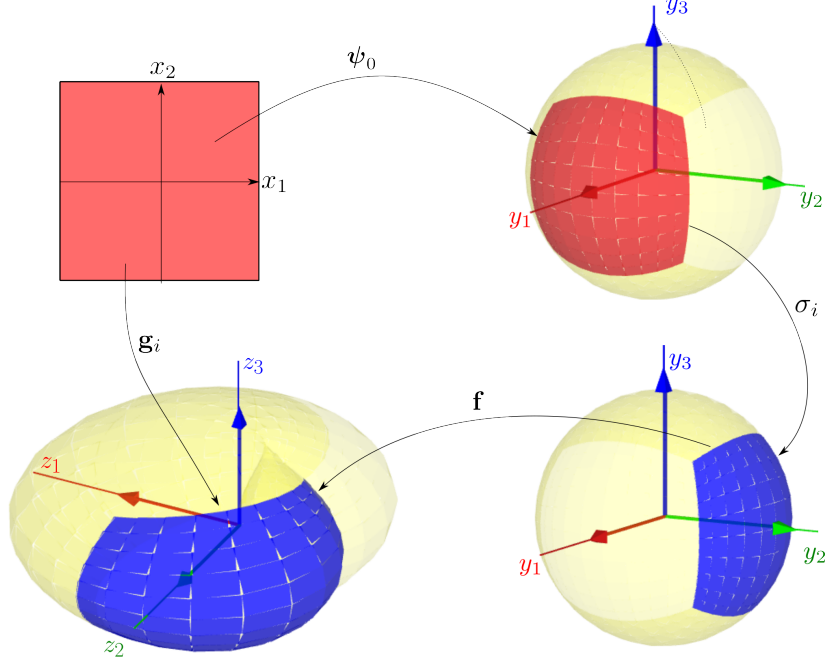 y₃
x₂
ψ₀
x₁
y₂
y₁
σᵢ
gᵢ
y₃
z₃
f
z₁
y₂
y₁
z₂